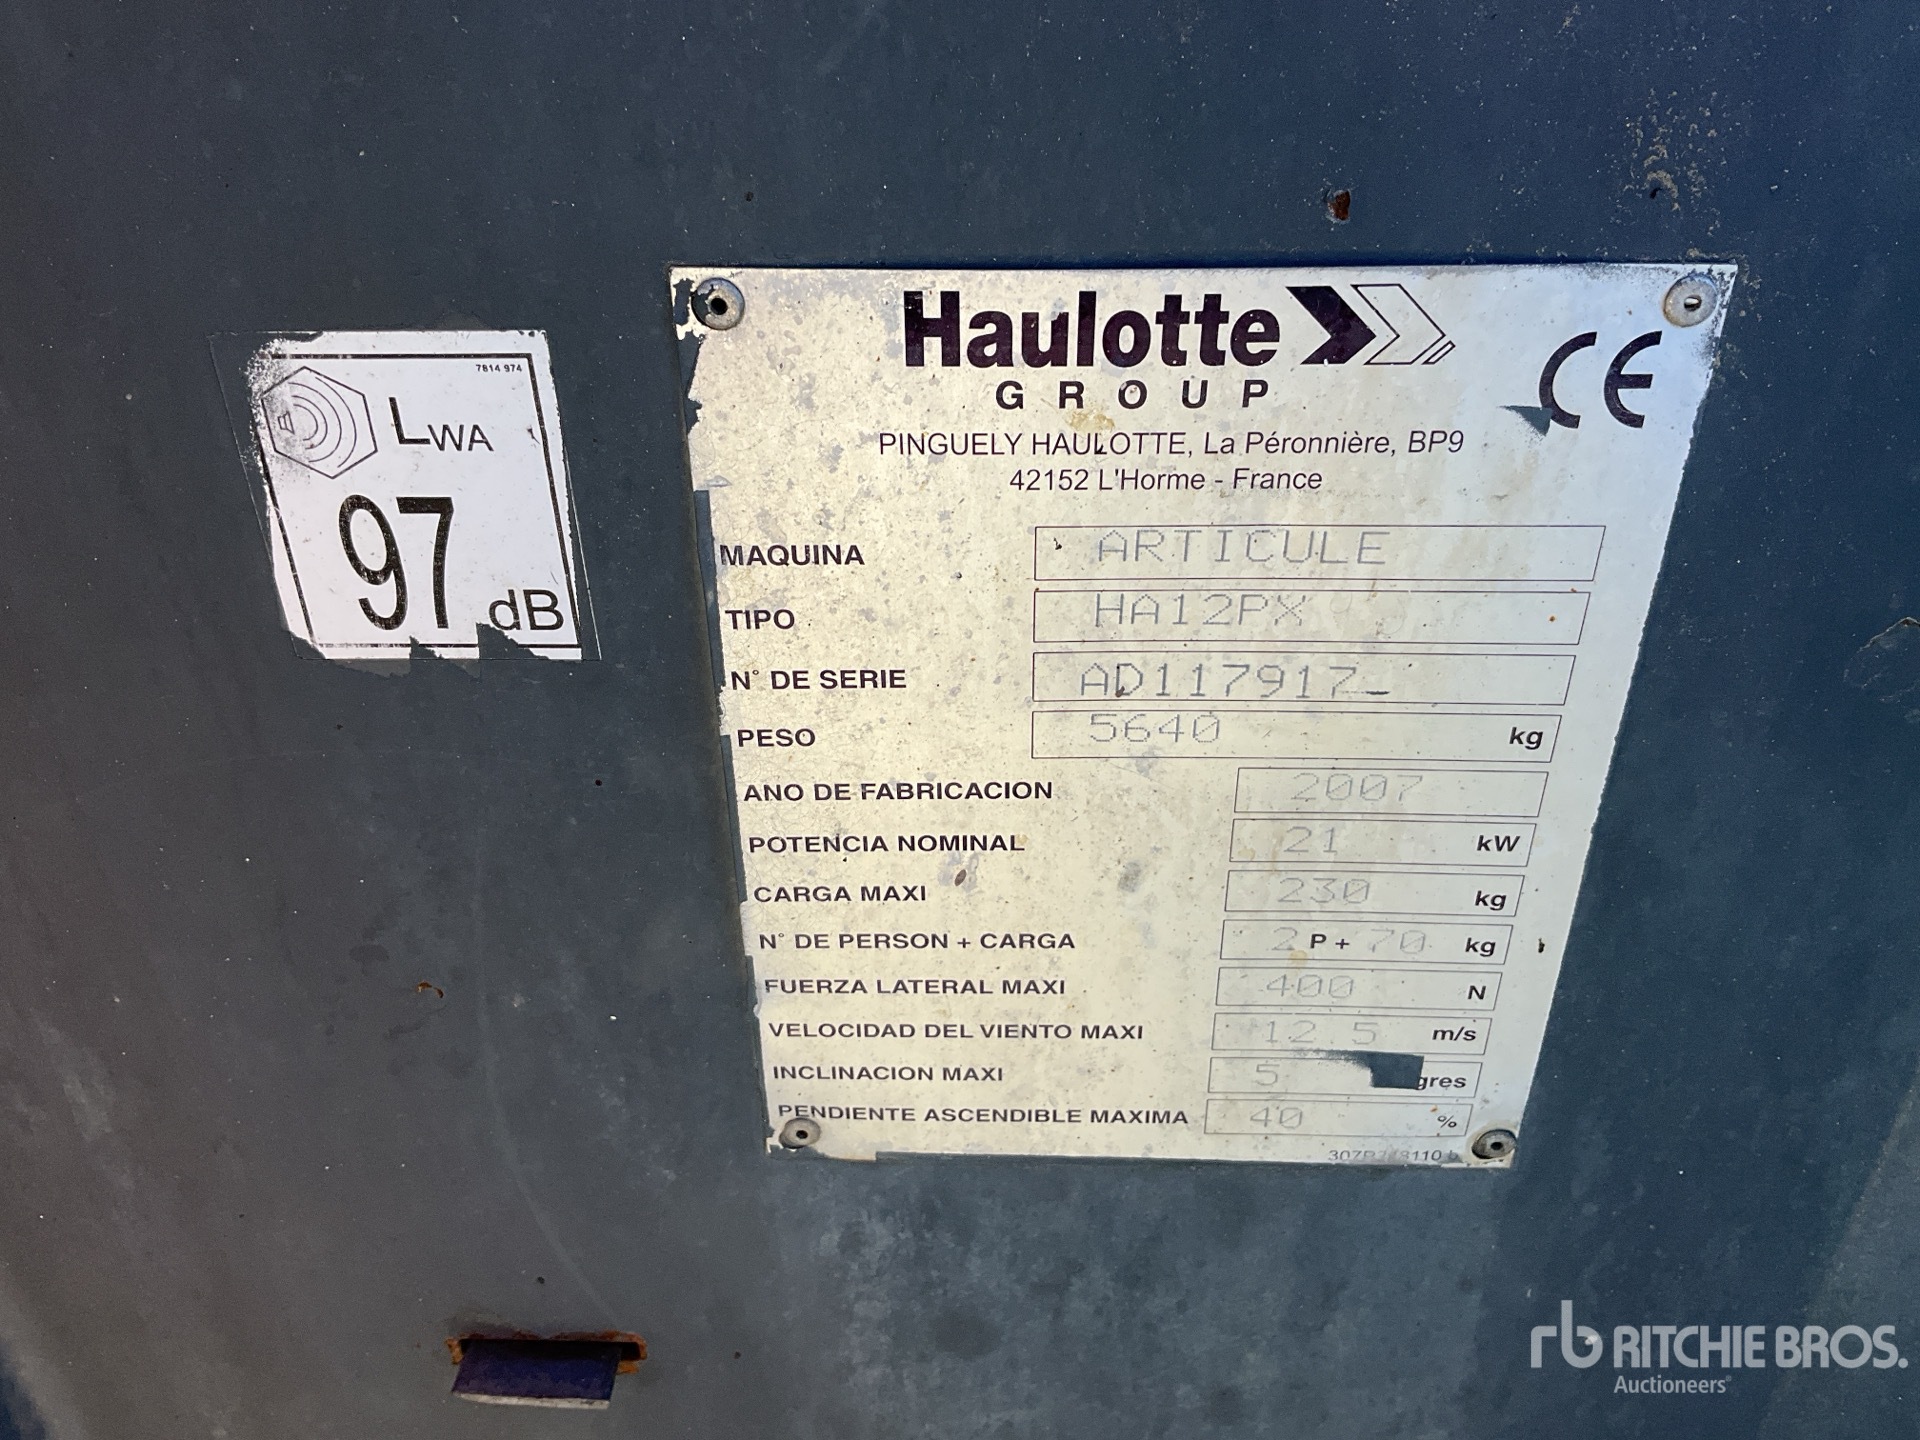 7814 974
LWA
97 dB
Haulotte
GROUP
CE
PINGUELY HAULOTTE, La Péronnière, BP9
42152 L'Horme - France
MAQUINA ARTICULE
TIPO HA12PX
N° DE SERIE AD117917_
PESO 5640 kg
ANO DE FABRICACION 2007
POTENCIA NOMINAL 21 kW
CARGA MAXI 230 kg
N° DE PERSON + CARGA 2 P + 70 kg
FUERZA LATERAL MAXI 400 N
VELOCIDAD DEL VIENTO MAXI 12.5 m/s
INCLINACION MAXI 5 gres
PENDIENTE ASCENDIBLE MAXIMA 40 %
rb RITCHIE BROS.
Auctioneers